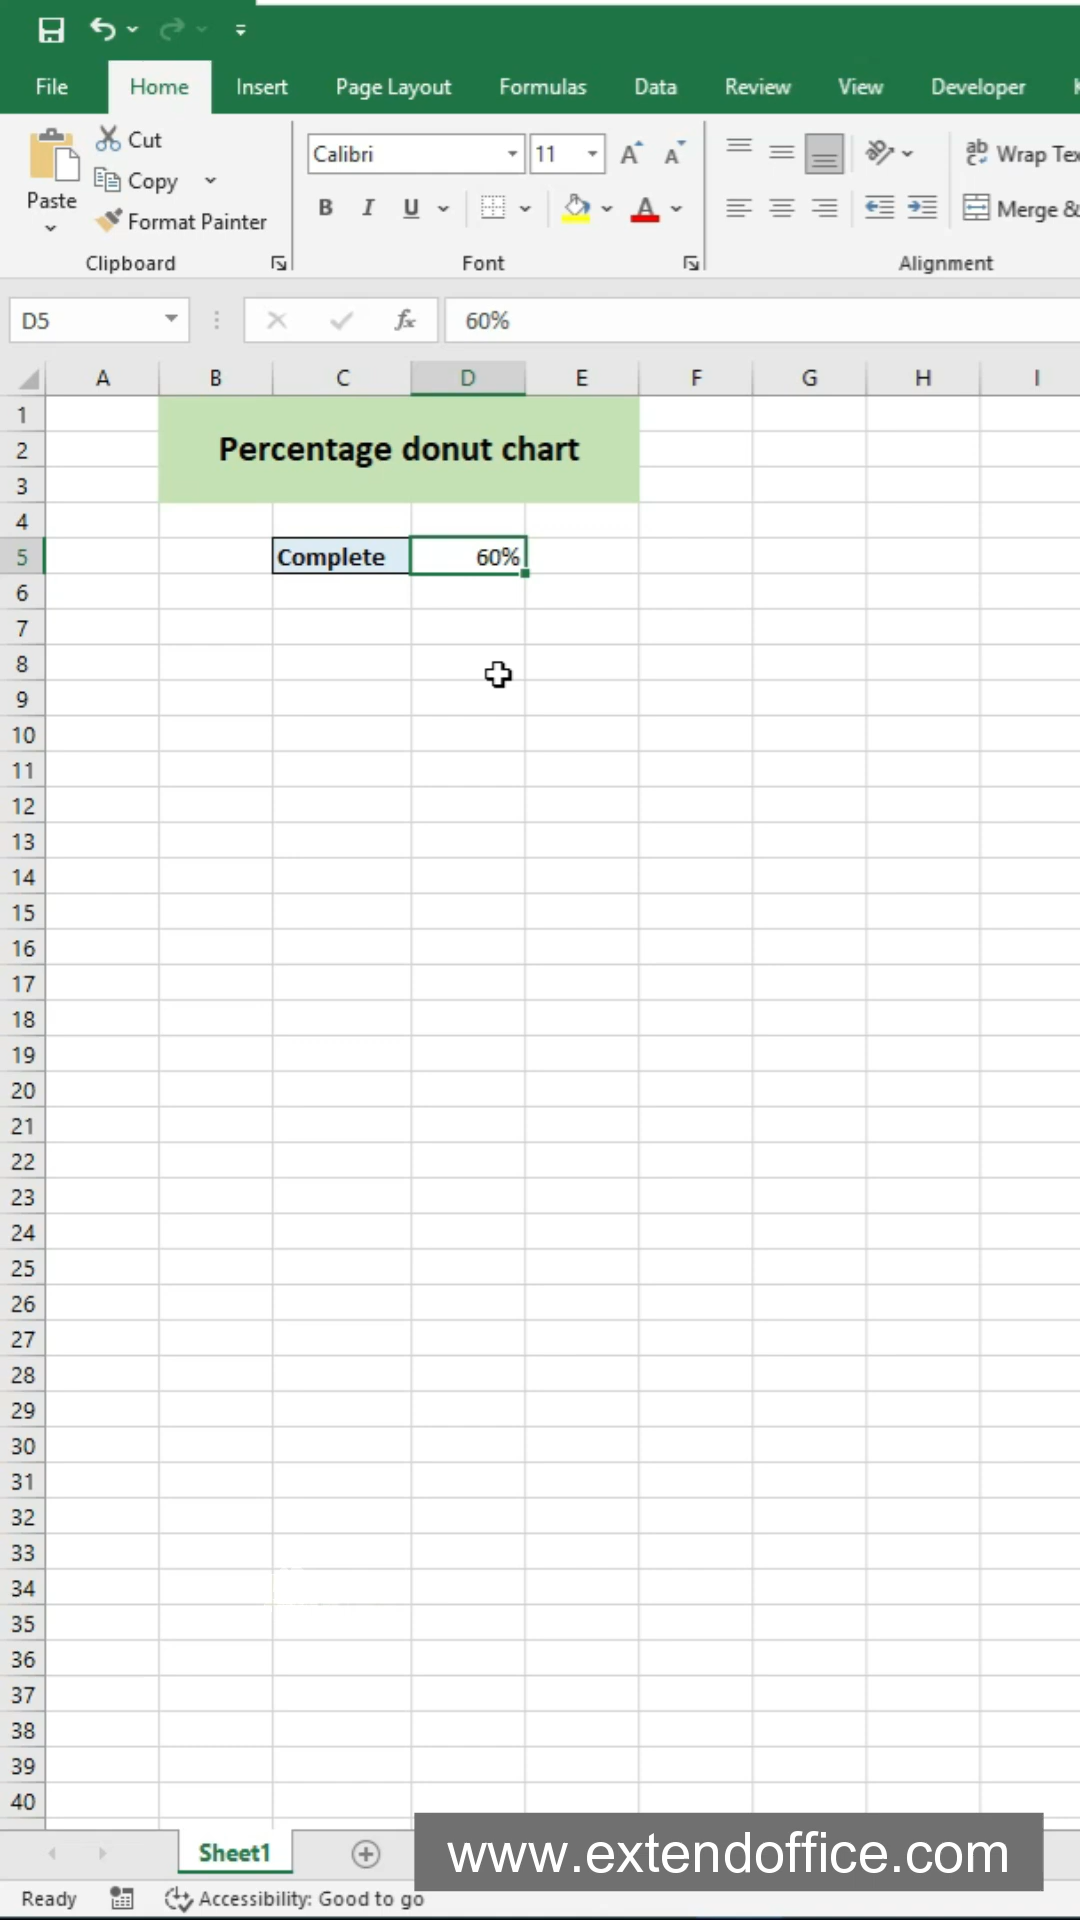 File Home Insert Page Layout Formulas Data Review View Developer
Cut
Copy
Paste
Format Painter
Clipboard
Calibri 11
B I U A
Font
ab Wrap Tex
Merge &
Alignment
D5 fx 60%
A B C D E F G H I
1
2 Percentage donut chart
3
4
5 Complete 60%
6
7
8
9
10
11
12
13
14
15
16
17
18
19
20
21
22
23
24
25
26
27
28
29
30
31
32
33
34
35
36
37
38
39
40
Sheet1
www.extendoffice.com
Ready Accessibility: Good to go